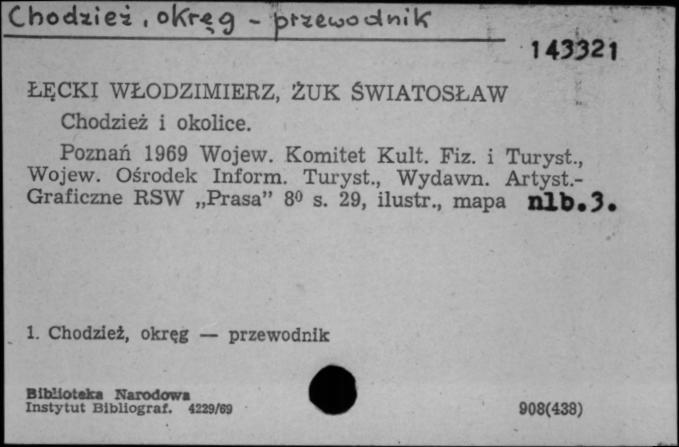 Chodzież, okręg - przewodnik
143321
ŁĘCKI WŁODZIMIERZ, ŻUK ŚWIATOSŁAW
Chodzież i okolice.
Poznań 1969 Wojew. Komitet Kult. Fiz. i Turyst.,
Wojew. Ośrodek Inform. Turyst., Wydawn. Artyst.-
Graficzne RSW „Prasa” 8⁰ s. 29, ilustr., mapa nlb.3.
1. Chodzież, okręg — przewodnik
Biblioteka Narodowa
Instytut Bibliograf. 4229/69
908(438)